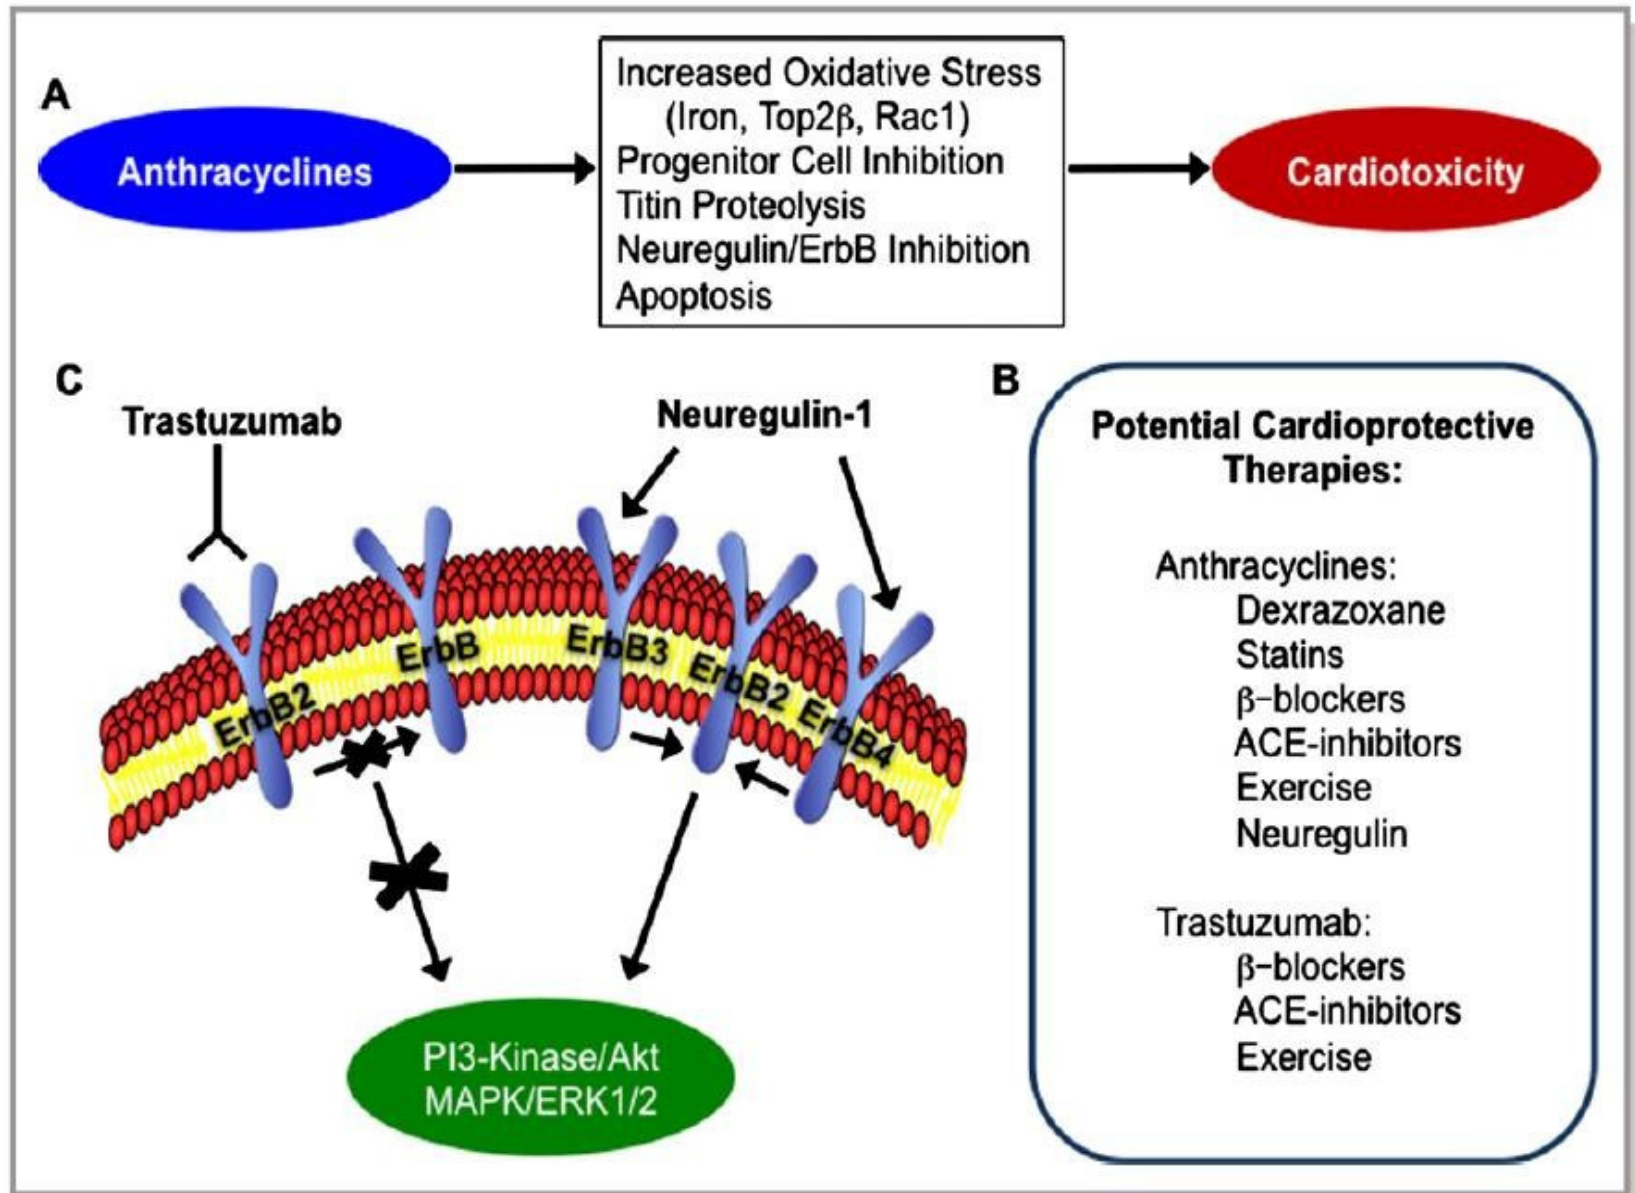 A
Anthracyclines
Increased Oxidative Stress
(Iron, Top2β, Rac1)
Progenitor Cell Inhibition
Titin Proteolysis
Neuregulin/ErbB Inhibition
Apoptosis
Cardiotoxicity
C
Trastuzumab
Neuregulin-1
ErbB2
ErbB
ErbB3
ErbB2
ErbB4
PI3-Kinase/Akt
MAPK/ERK1/2
B
Potential Cardioprotective
Therapies:
Anthracyclines:
Dexrazoxane
Statins
β-blockers
ACE-inhibitors
Exercise
Neuregulin
Trastuzumab:
β-blockers
ACE-inhibitors
Exercise